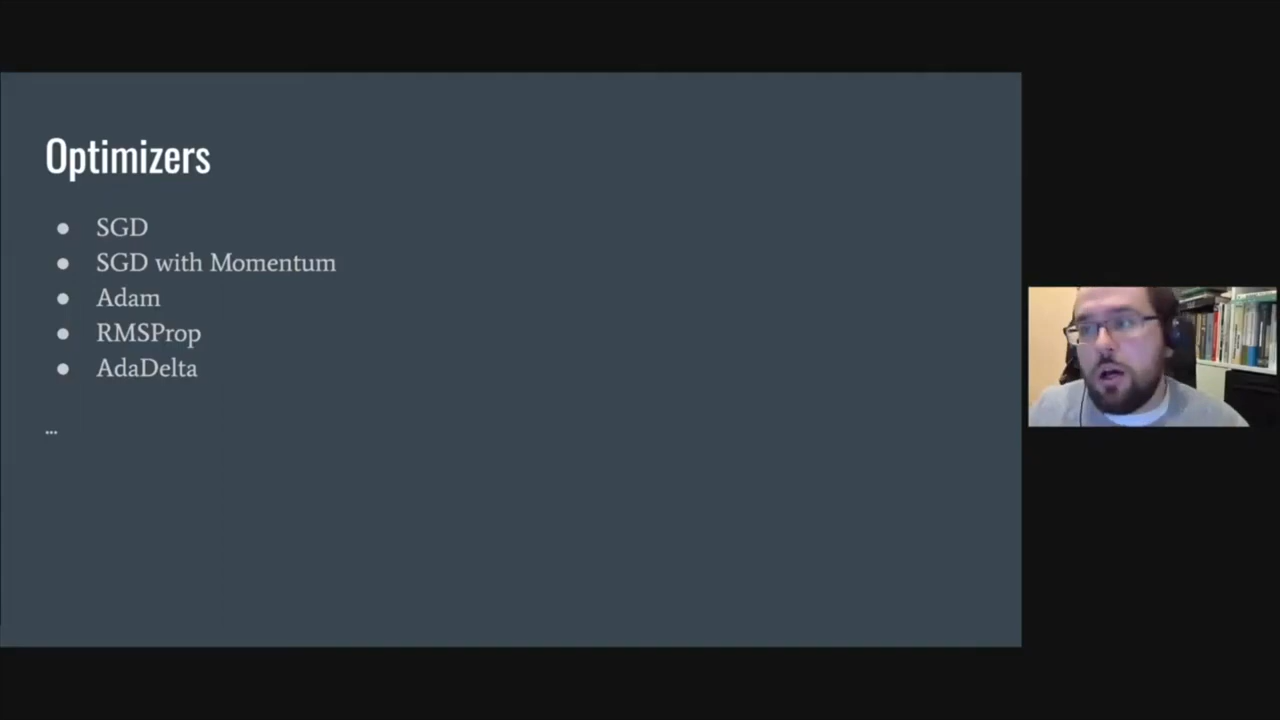 Optimizers
● SGD
● SGD with Momentum
● Adam
● RMSProp
● AdaDelta
...